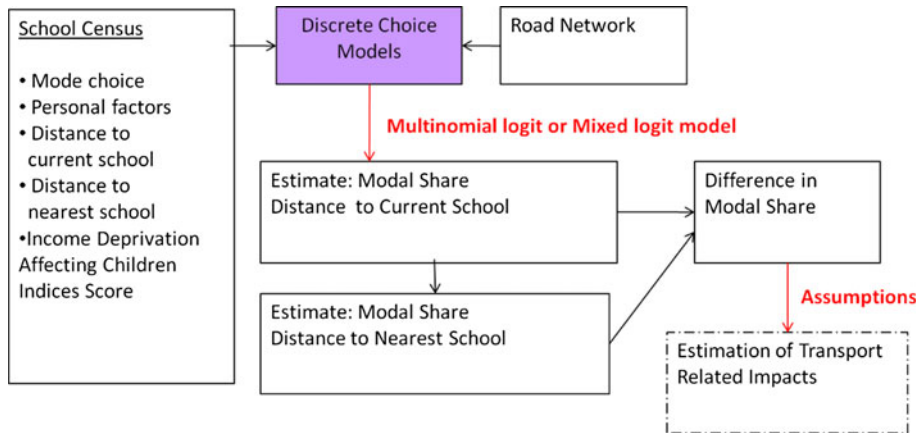 School Census
• Mode choice
• Personal factors
• Distance to
current school
• Distance to
nearest school
•Income Deprivation
Affecting Children
Indices Score
Discrete Choice
Models
Road Network
Multinomial logit or Mixed logit model
Estimate: Modal Share
Distance to Current School
Difference in
Modal Share
Estimate: Modal Share
Distance to Nearest School
Assumptions
Estimation of Transport
Related Impacts